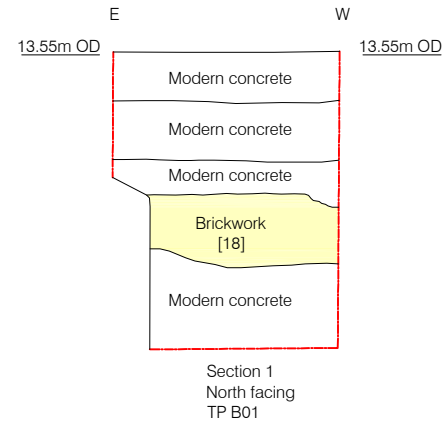 E W
13.55m OD 13.55m OD
Modern concrete
Modern concrete
Modern concrete
Brickwork
[18]
Modern concrete
Section 1
North facing
TP B01